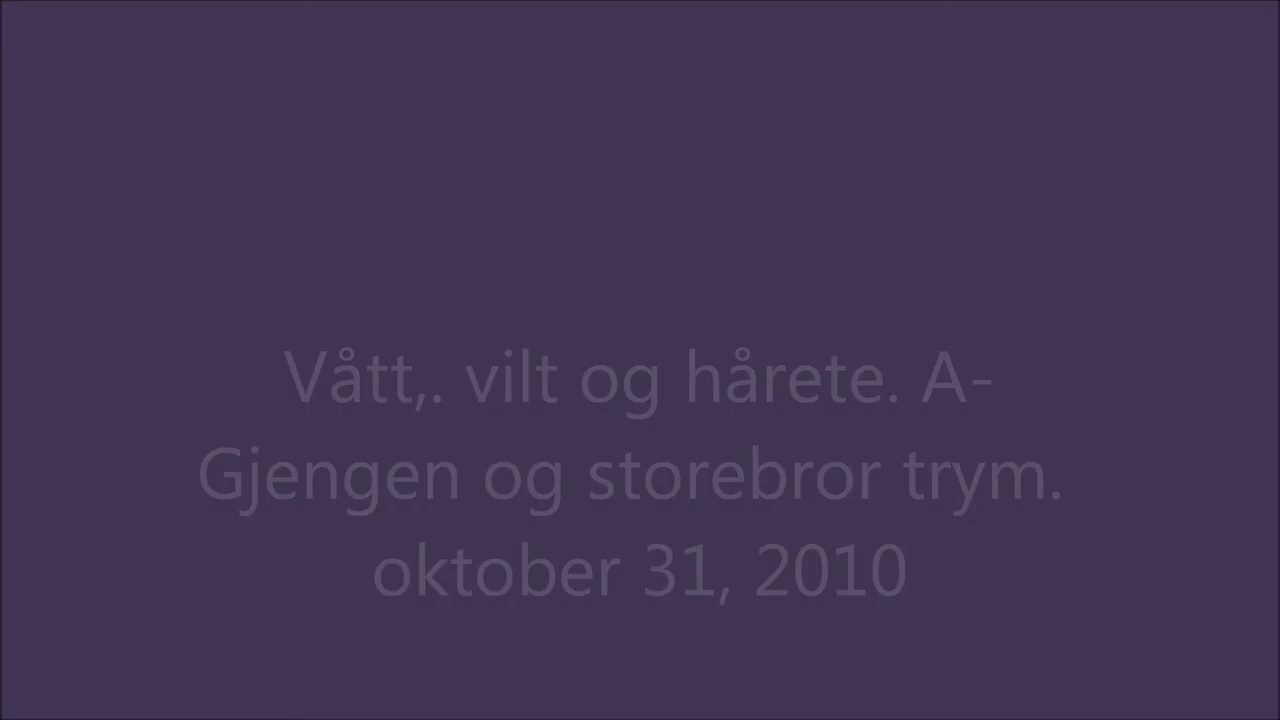 Vått,. vilt og hårete. A-
Gjengen og storebror trym.
oktober 31, 2010